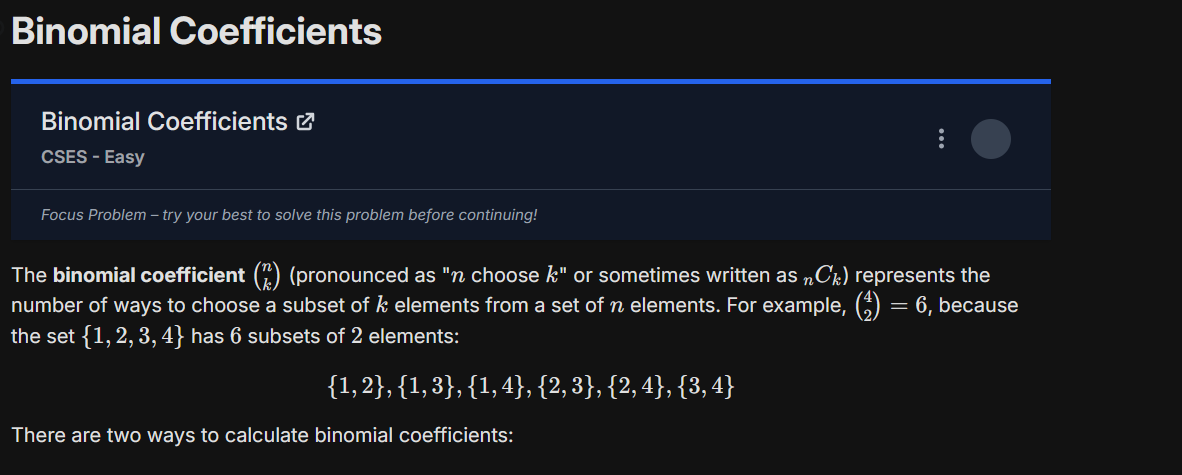 Binomial Coefficients
Binomial Coefficients
CSES - Easy
Focus Problem – try your best to solve this problem before continuing!
The binomial coefficient $\binom{n}{k}$ (pronounced as "$n$ choose $k$" or sometimes written as $_nC_k$) represents the
number of ways to choose a subset of $k$ elements from a set of $n$ elements. For example, $\binom{4}{2} = 6$, because
the set $\{1, 2, 3, 4\}$ has $6$ subsets of $2$ elements:
$\{1, 2\}, \{1, 3\}, \{1, 4\}, \{2, 3\}, \{2, 4\}, \{3, 4\}$
There are two ways to calculate binomial coefficients: